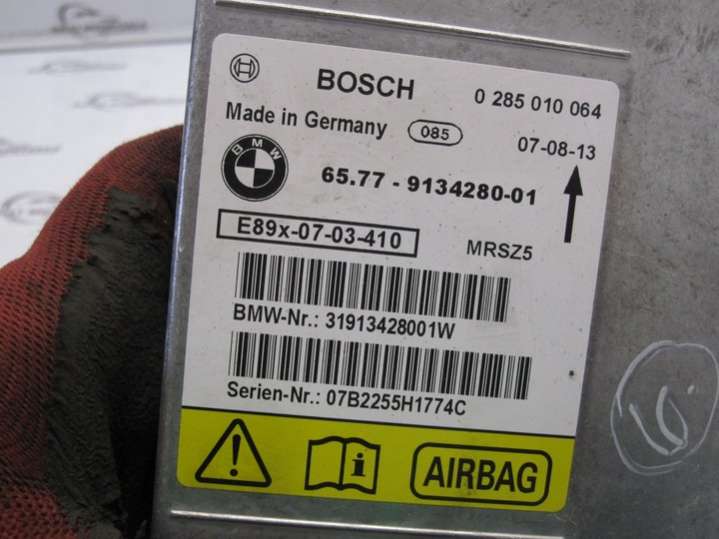 BOSCH 0 285 010 064
Made in Germany 085 07-08-13
BMW 65.77 - 9134280-01
E89x-07-03-410 MRSZ5
BMW-Nr.: 31913428001W
Serien-Nr.: 07B2255H1774C
AIRBAG